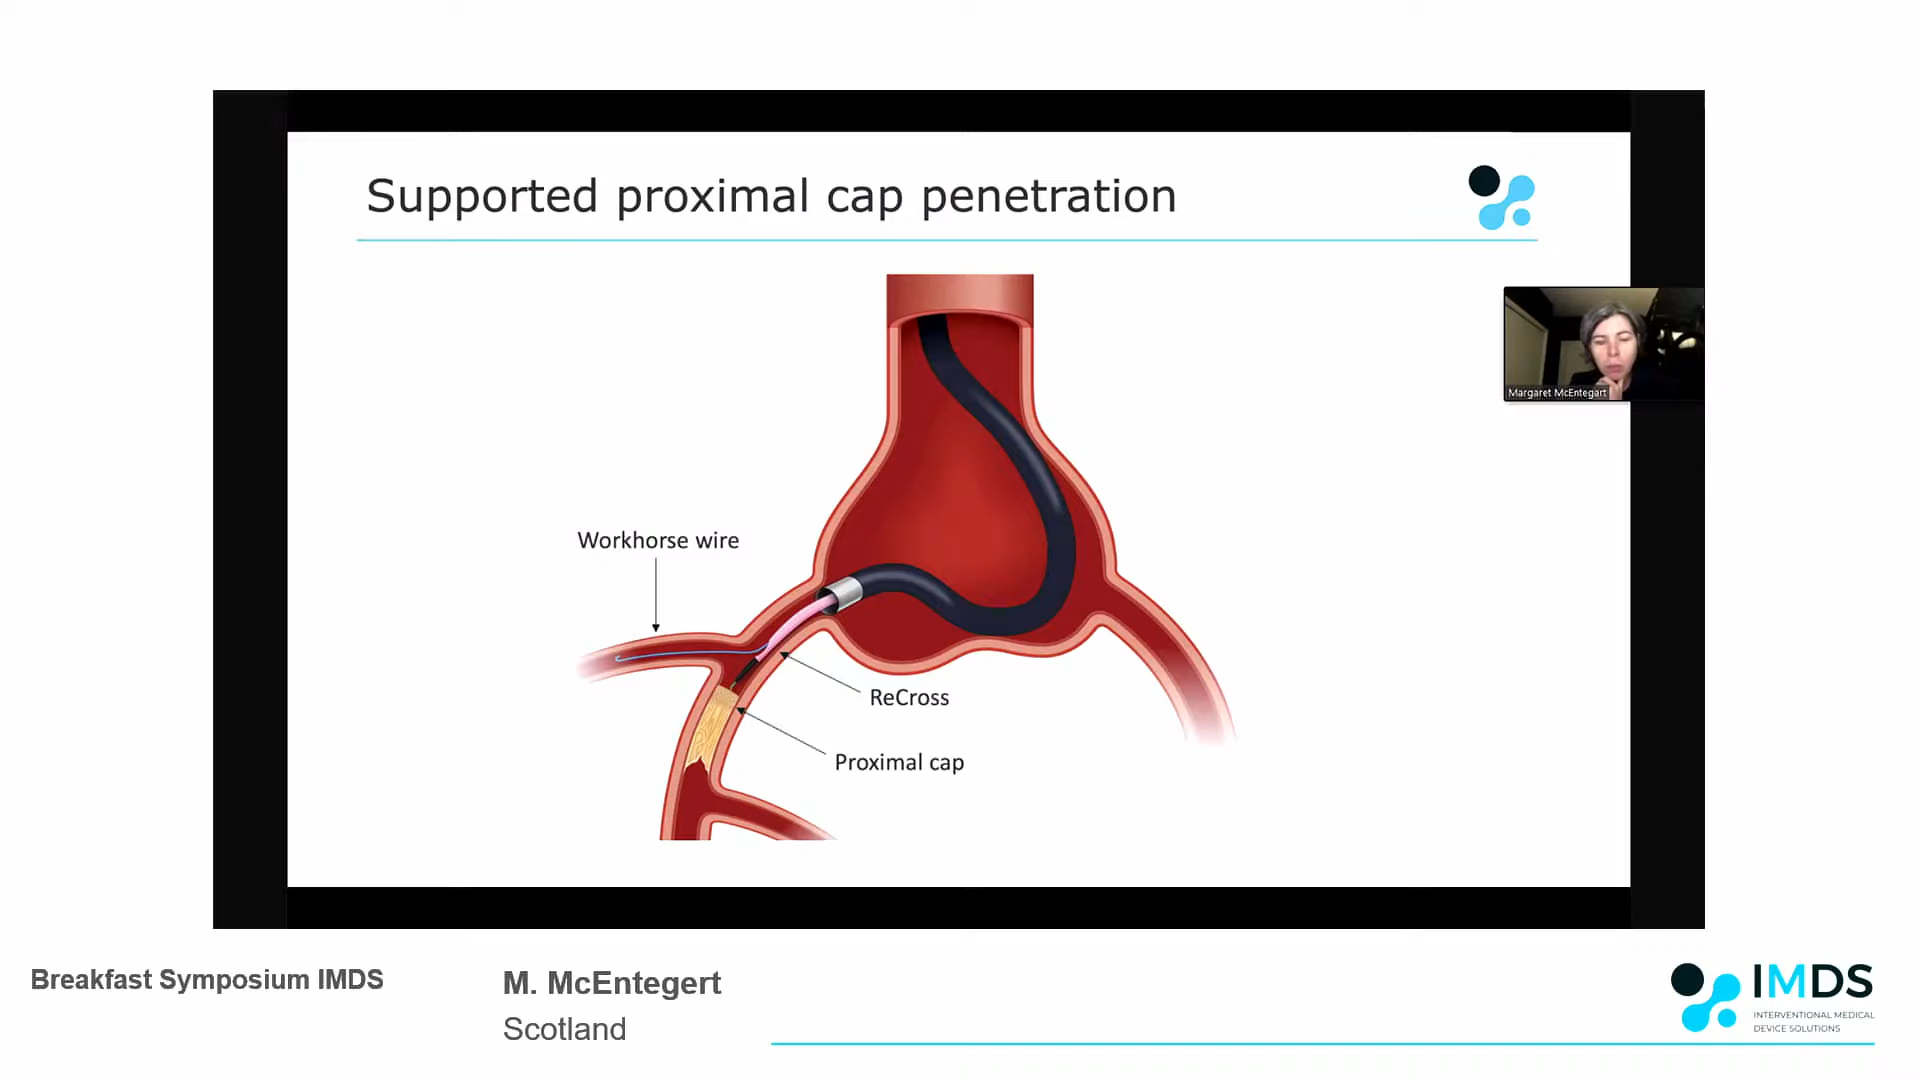 Supported proximal cap penetration
Margaret McEntegart
Workhorse wire
ReCross
Proximal cap
Breakfast Symposium IMDS
M. McEntegert
Scotland
IMDS
INTERVENTIONAL MEDICAL
DEVICE SOLUTIONS